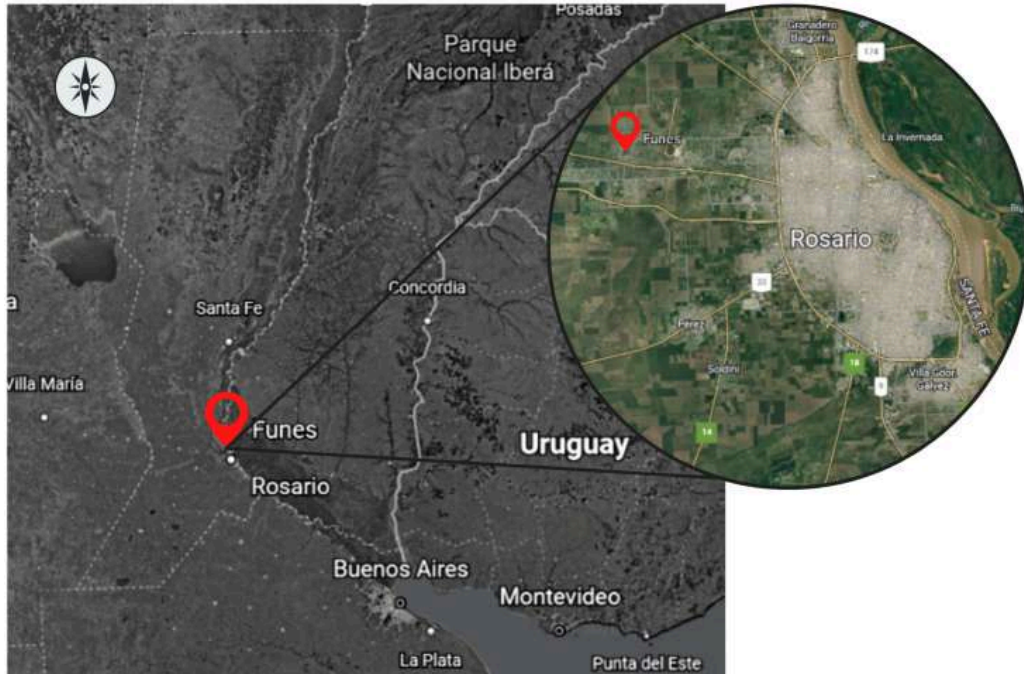 Posadas
Parque
Nacional Iberá
Granadero
Baigorria
174
La Invernada
Funes
Rosario
SANTA FE
33
Pérez
Soldini
18
9
Villa Gdor.
Gálvez
14
Concordia
Santa Fe
a
Villa María
Funes
Rosario
Uruguay
Buenos Aires
Montevideo
La Plata
Punta del Este